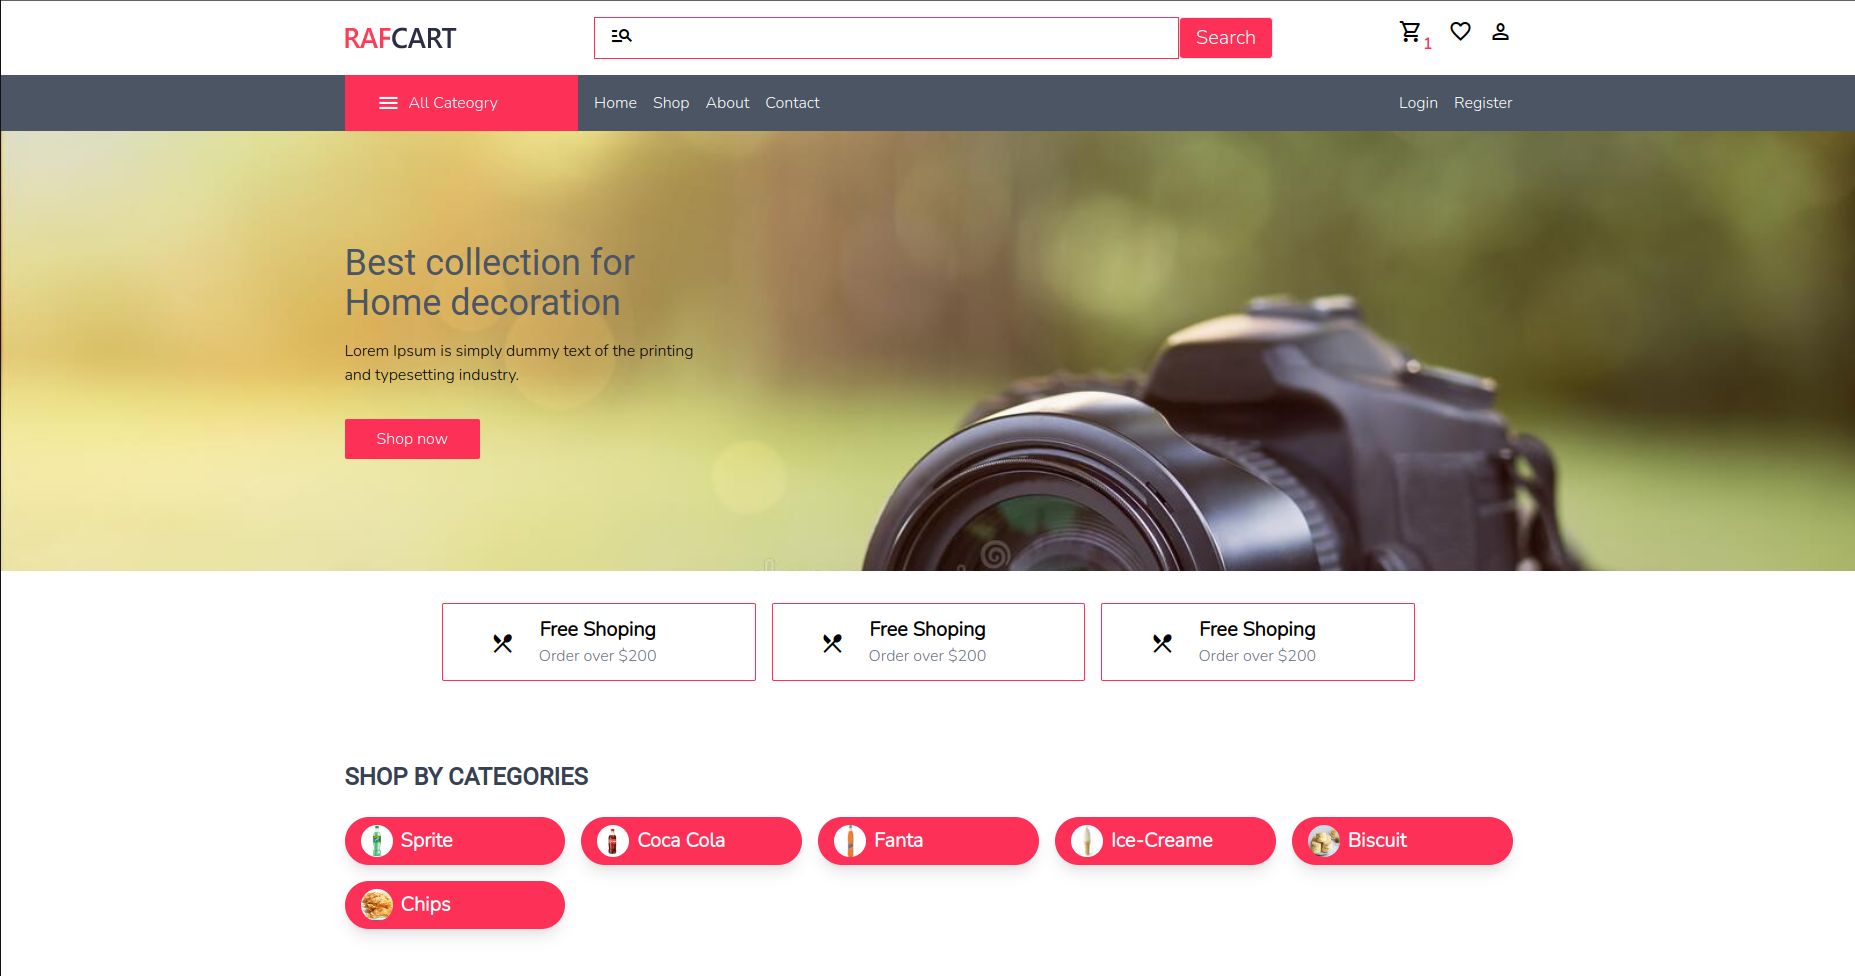 RAFCART
Search
1
All Cateogry
Home Shop About Contact
Login Register
Best collection for
Home decoration
Lorem Ipsum is simply dummy text of the printing
and typesetting industry.
Shop now
Free Shoping
Order over $200
Free Shoping
Order over $200
Free Shoping
Order over $200
SHOP BY CATEGORIES
Sprite
Coca Cola
Fanta
Ice-Creame
Biscuit
Chips